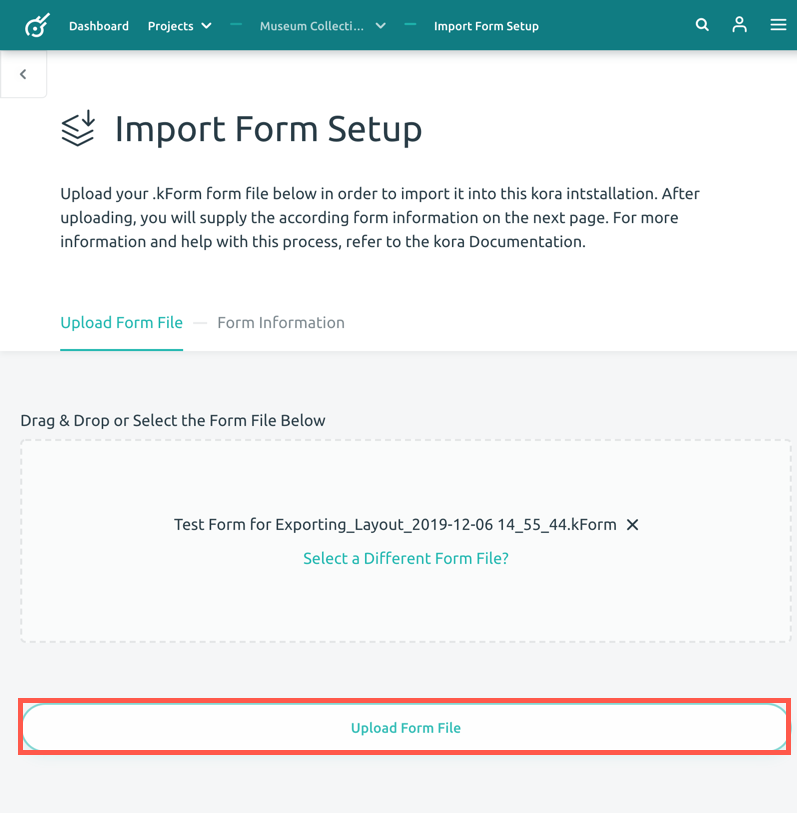 Dashboard Projects Museum Collecti... Import Form Setup
Import Form Setup
Upload your .kForm form file below in order to import it into this kora intstallation. After
uploading, you will supply the according form information on the next page. For more
information and help with this process, refer to the kora Documentation.
Upload Form File — Form Information
Drag & Drop or Select the Form File Below
Test Form for Exporting_Layout_2019-12-06 14_55_44.kForm
Select a Different Form File?
Upload Form File